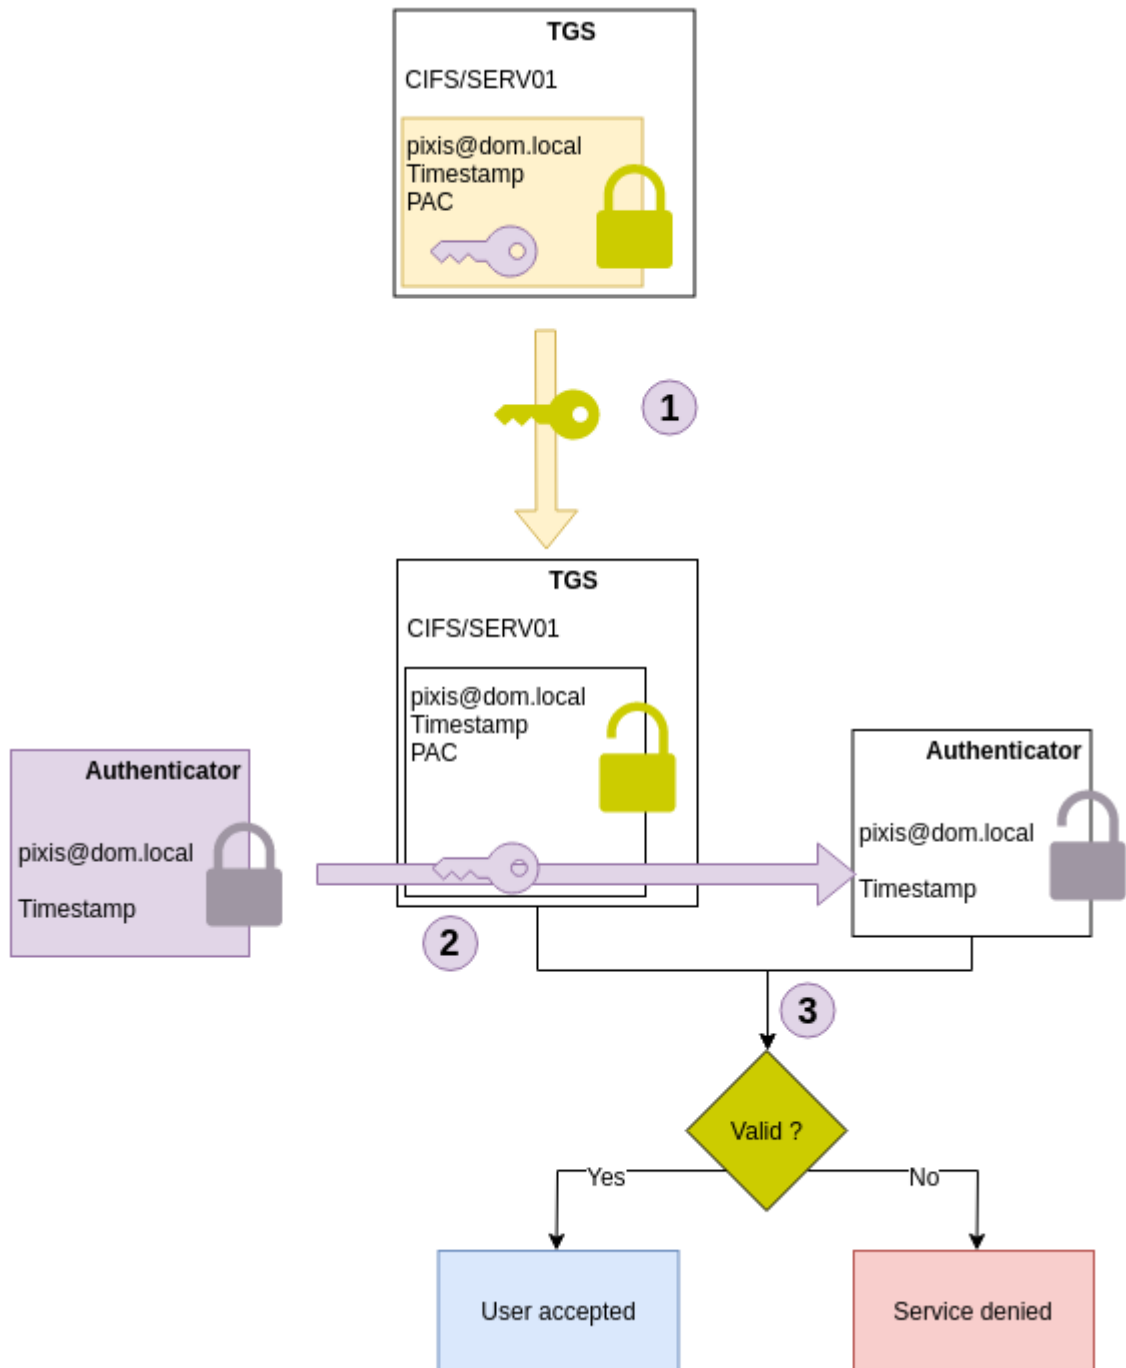 TGS
CIFS/SERV01
pixis@dom.local
Timestamp
PAC
1
TGS
CIFS/SERV01
pixis@dom.local
Timestamp
PAC
Authenticator
pixis@dom.local
Timestamp
Authenticator
pixis@dom.local
Timestamp
2
3
Valid ?
Yes
No
User accepted
Service denied